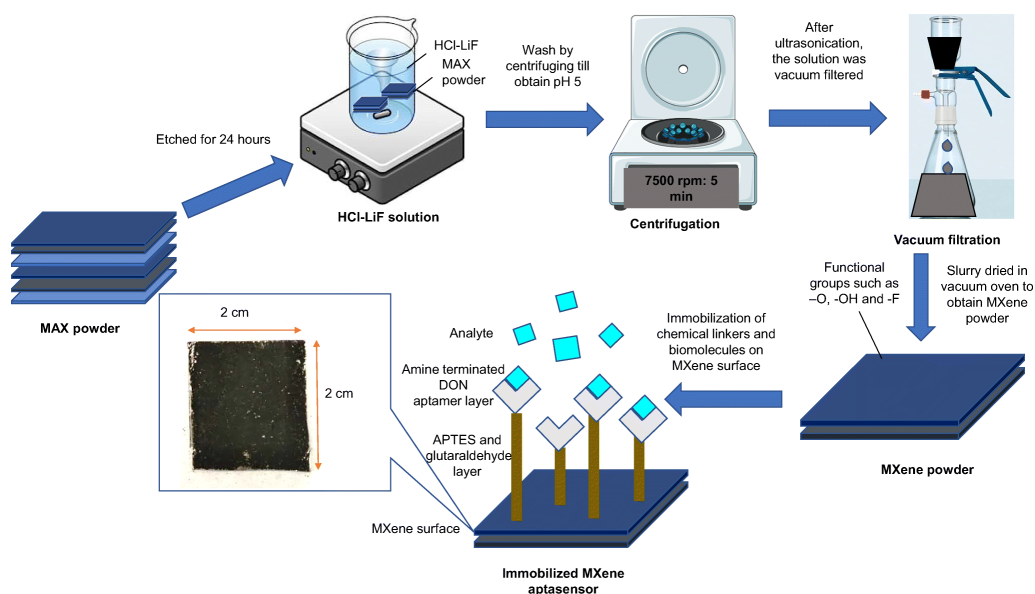 HCl-LiF
MAX
powder
Etched for 24 hours
HCl-LiF solution
Wash by
centrifuging till
obtain pH 5
7500 rpm: 5
min
Centrifugation
After
ultrasonication,
the solution was
vacuum filtered
Vacuum filtration
MAX powder
Functional
groups such as
–O, -OH and -F
Slurry dried in
vacuum oven to
obtain MXene
powder
MXene powder
Immobilization of
chemical linkers and
biomolecules on
MXene surface
Analyte
Amine terminated
DON
aptamer layer
APTES and
glutaraldehyde
layer
MXene surface
Immobilized MXene
aptasensor
2 cm
2 cm